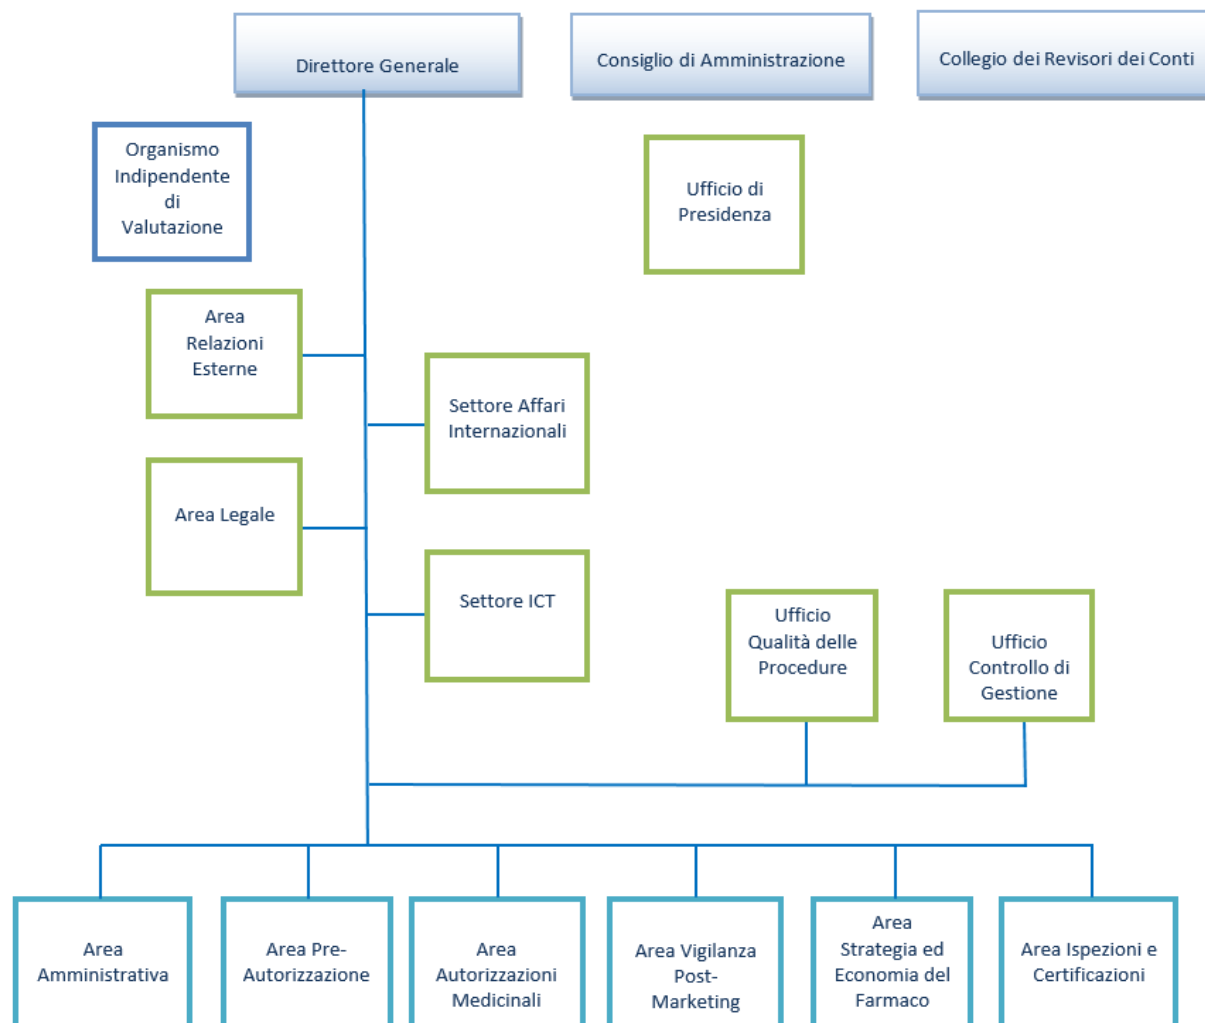 Direttore Generale
Consiglio di Amministrazione
Collegio dei Revisori dei Conti
Organismo
Indipendente
di
Valutazione
Ufficio di
Presidenza
Area
Relazioni
Esterne
Settore Affari
Internazionali
Area Legale
Settore ICT
Ufficio
Qualità delle
Procedure
Ufficio
Controllo di
Gestione
Area
Amministrativa
Area Pre-
Autorizzazione
Area
Autorizzazioni
Medicinali
Area Vigilanza
Post-
Marketing
Area
Strategia ed
Economia del
Farmaco
Area Ispezioni e
Certificazioni